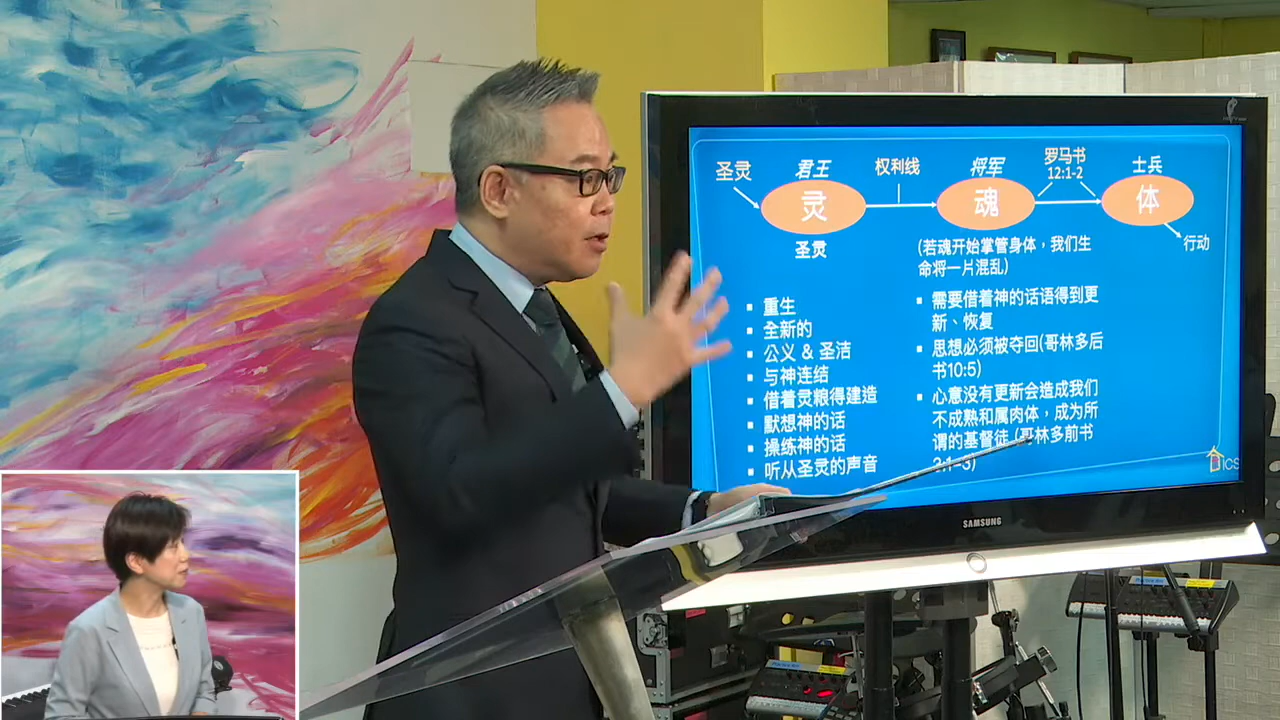 圣灵
君王
权利线
将军
罗马书
12:1-2
士兵
灵
魂
体
圣灵
行动
(若魂开始掌管身体，我们生
命将一片混乱)
▪ 重生
▪ 全新的
▪ 公义 & 圣洁
▪ 与神连结
▪ 借着灵粮得建造
▪ 默想神的话
▪ 操练神的话
▪ 听从圣灵的声音
▪ 需要借着神的话语得到更
新、恢复
▪ 思想必须被夺回(哥林多后
书10:5)
▪ 心意没有更新会造成我们
不成熟和属肉体，成为所
谓的基督徒 (哥林多前书
3:1-3)
ICS
SAMSUNG